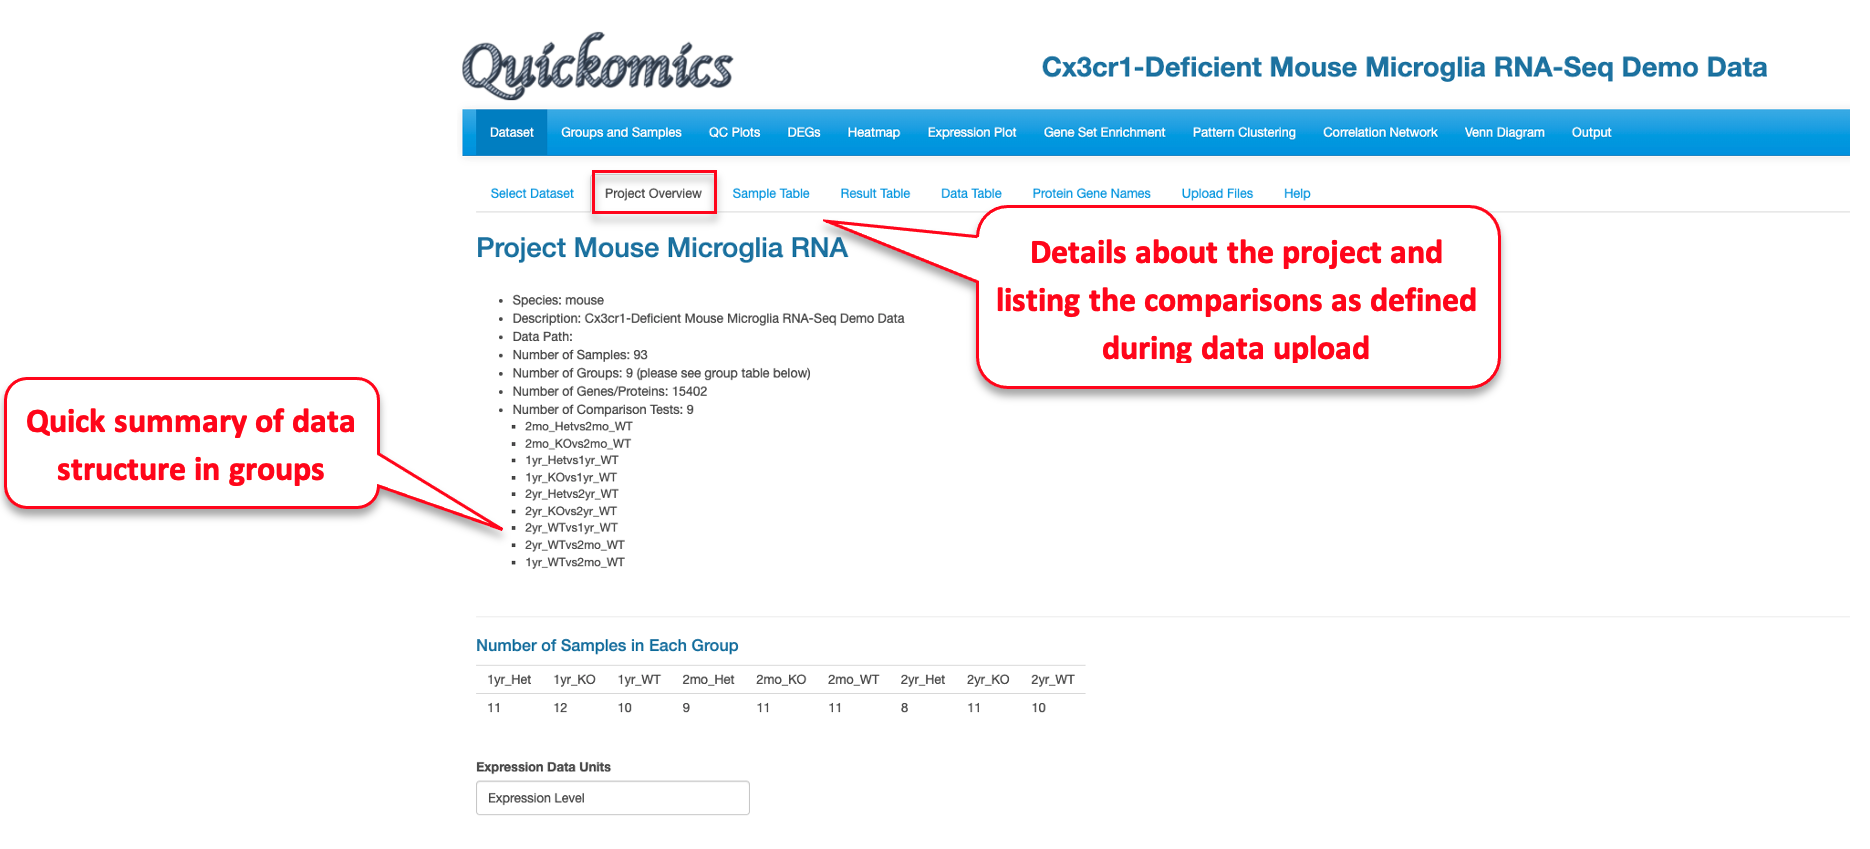 Quickomics
Cx3cr1-Deficient Mouse Microglia RNA-Seq Demo Data
Dataset Groups and Samples QC Plots DEGs Heatmap Expression Plot Gene Set Enrichment Pattern Clustering Correlation Network Venn Diagram Output
Select Dataset Project Overview Sample Table Result Table Data Table Protein Gene Names Upload Files Help
Project Mouse Microglia RNA
Details about the project and
listing the comparisons as defined
during data upload
Species: mouse
Description: Cx3cr1-Deficient Mouse Microglia RNA-Seq Demo Data
Data Path:
Number of Samples: 93
Number of Groups: 9 (please see group table below)
Number of Genes/Proteins: 15402
Number of Comparison Tests: 9
2mo_Hetvs2mo_WT
2mo_KOvs2mo_WT
1yr_Hetvs1yr_WT
1yr_KOvs1yr_WT
2yr_Hetvs2yr_WT
2yr_KOvs2yr_WT
2yr_WTvs1yr_WT
2yr_WTvs2mo_WT
1yr_WTvs2mo_WT
Quick summary of data
structure in groups
Number of Samples in Each Group
1yr_Het 1yr_KO 1yr_WT 2mo_Het 2mo_KO 2mo_WT 2yr_Het 2yr_KO 2yr_WT
11 12 10 9 11 11 8 11 10
Expression Data Units
Expression Level